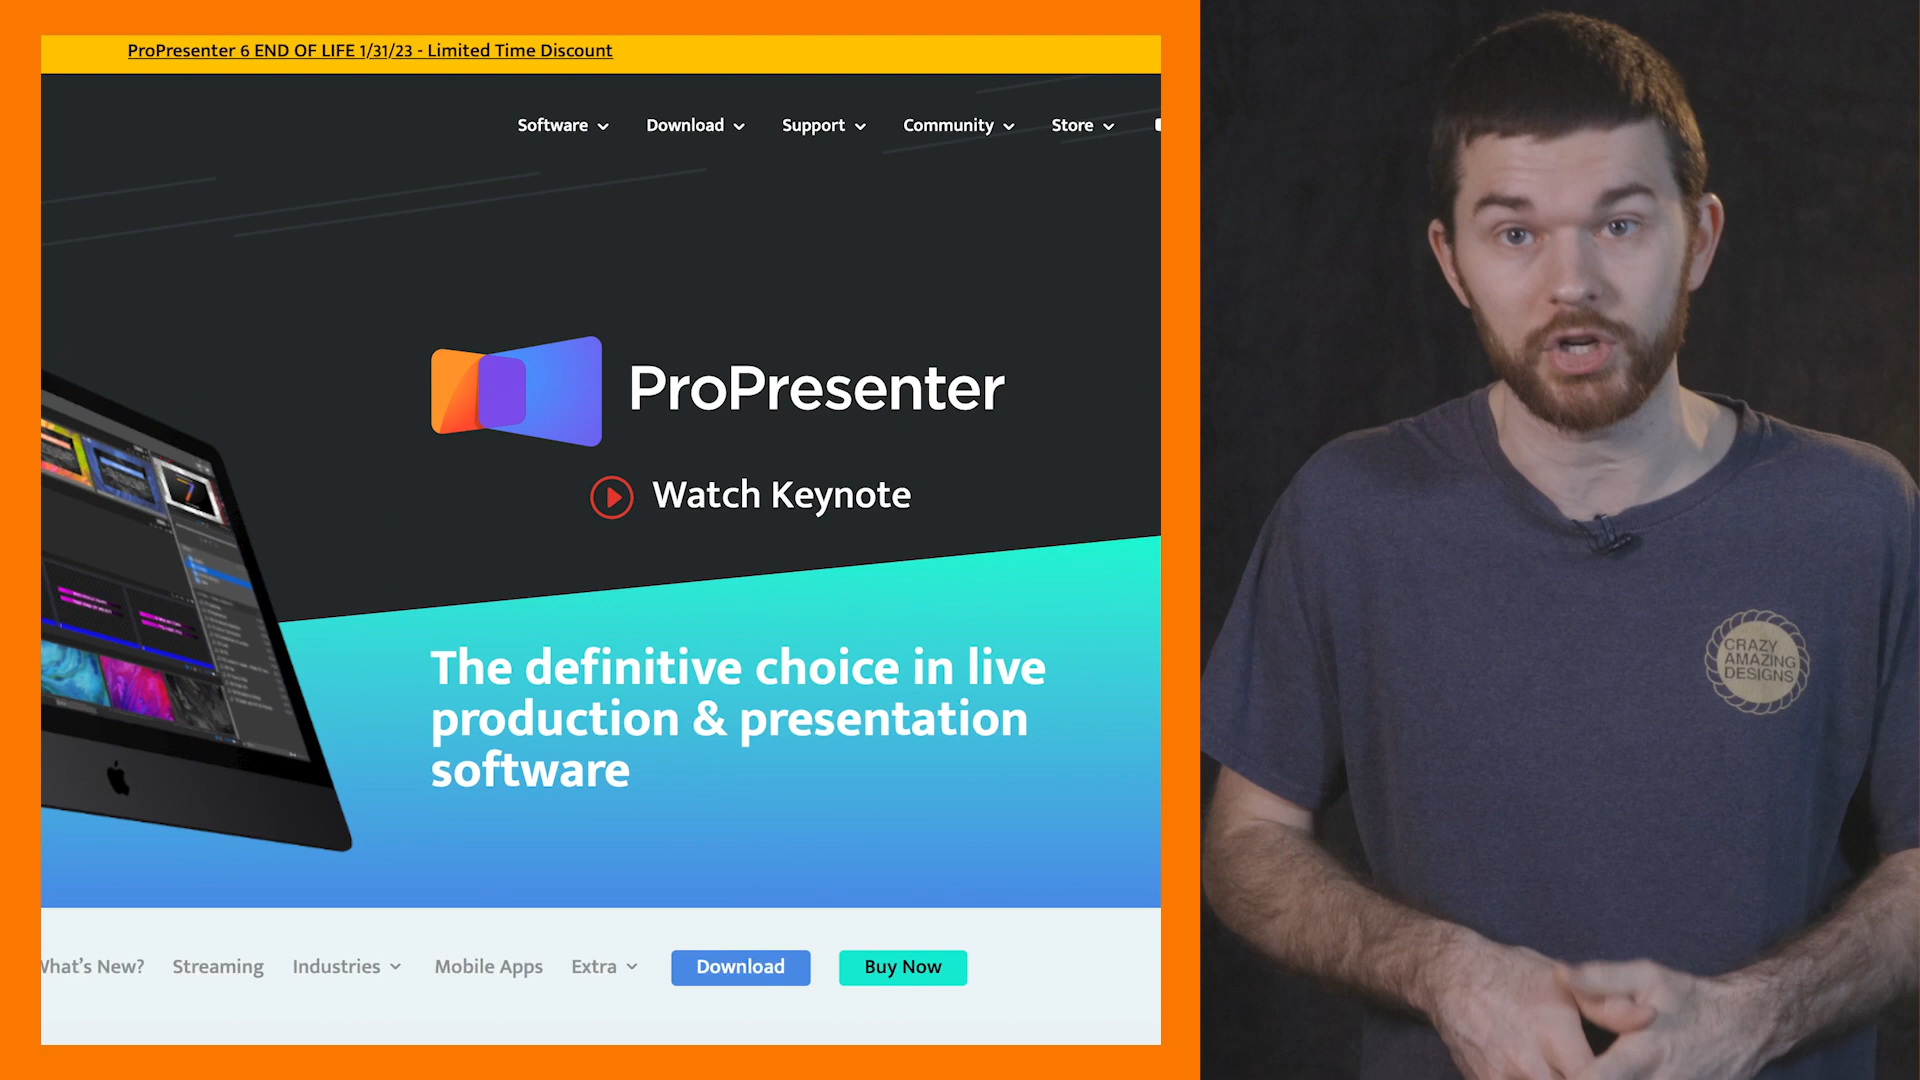 ProPresenter 6 END OF LIFE 1/31/23 - Limited Time Discount
Software Download Support Community Store
ProPresenter
Watch Keynote
The definitive choice in live
production & presentation
software
What's New? Streaming Industries Mobile Apps Extra Download Buy Now
CRAZY
AMAZING
DESIGNS